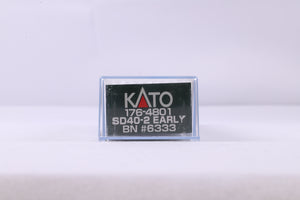 KATO
176-4801
SD40-2 EARLY
BN #6333